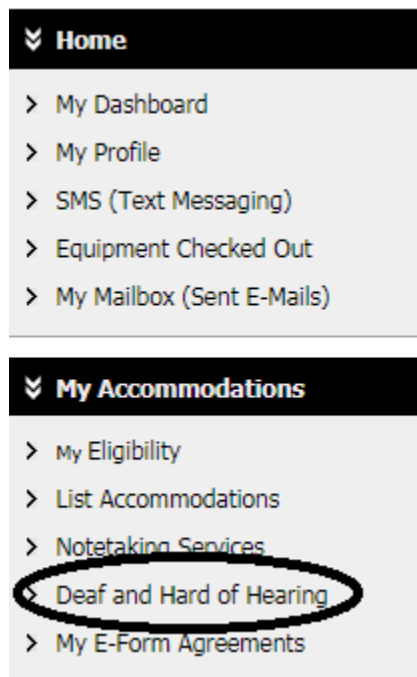 Home
My Dashboard
My Profile
SMS (Text Messaging)
Equipment Checked Out
My Mailbox (Sent E-Mails)
My Accommodations
My Eligibility
List Accommodations
Notetaking Services
Deaf and Hard of Hearing
My E-Form Agreements